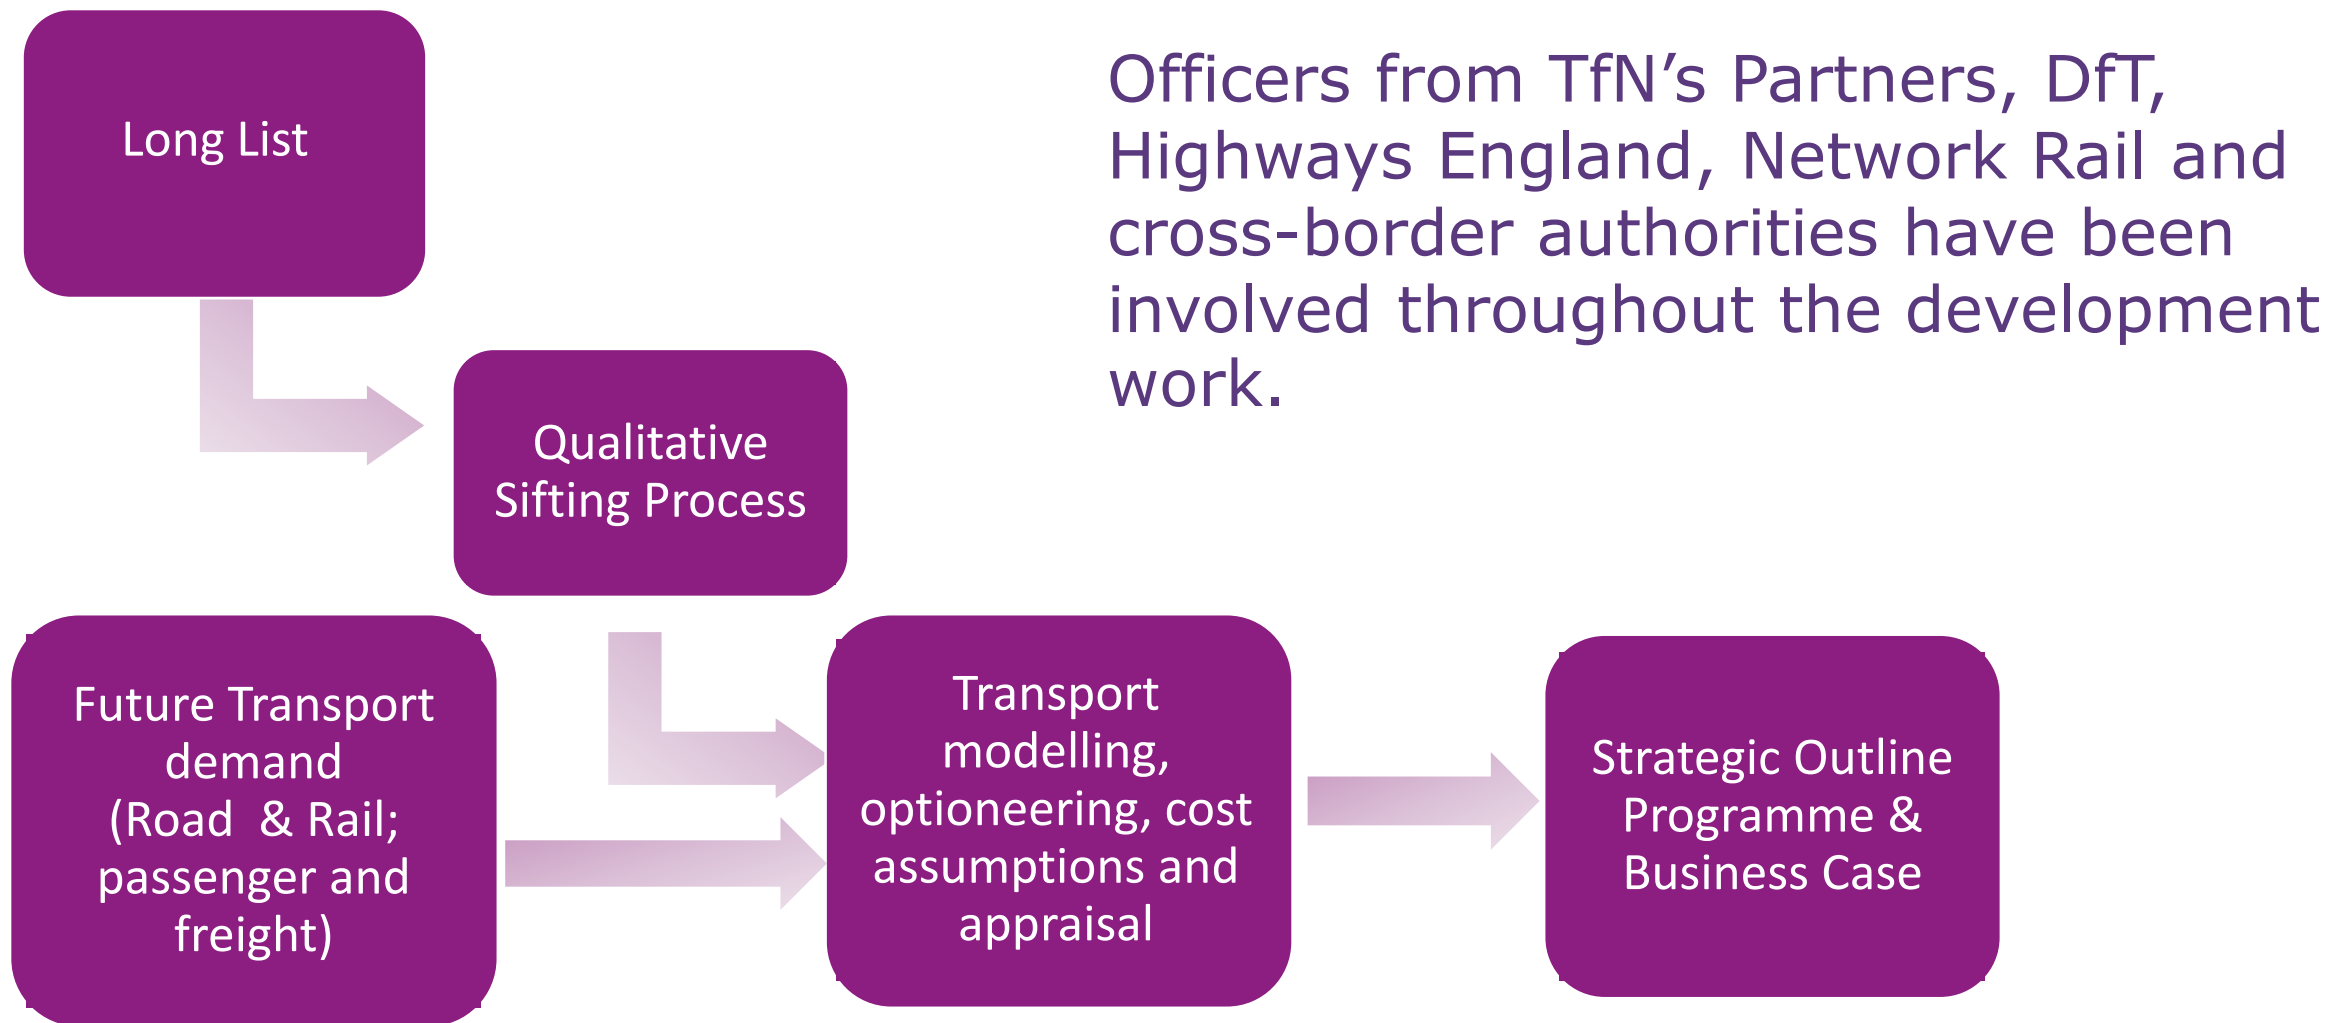 Long List
Officers from TfN’s Partners, DfT,
Highways England, Network Rail and
cross-border authorities have been
involved throughout the development
work.
Qualitative
Sifting Process
Future Transport
demand
(Road & Rail;
passenger and
freight)
Transport
modelling,
optioneering, cost
assumptions and
appraisal
Strategic Outline
Programme &
Business Case